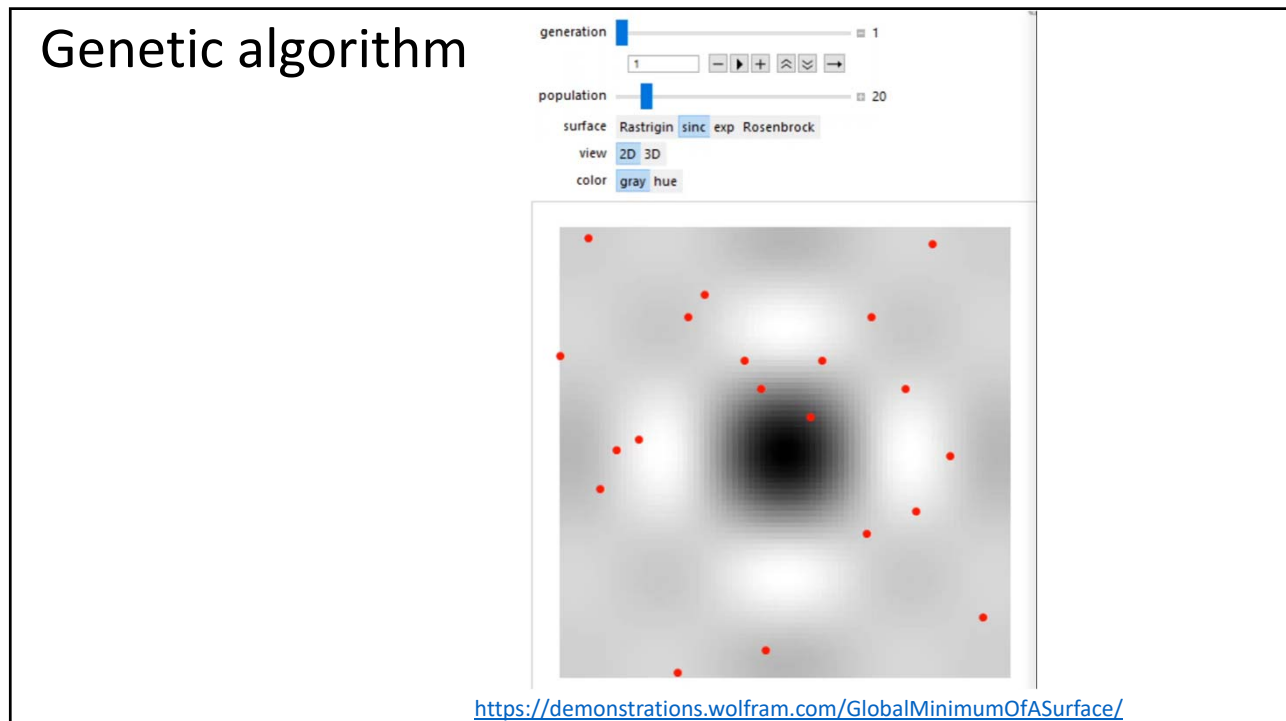 Genetic algorithm
generation 1
1
population 20
surface Rastrigin sinc exp Rosenbrock
view 2D 3D
color gray hue
https://demonstrations.wolfram.com/GlobalMinimumOfASurface/